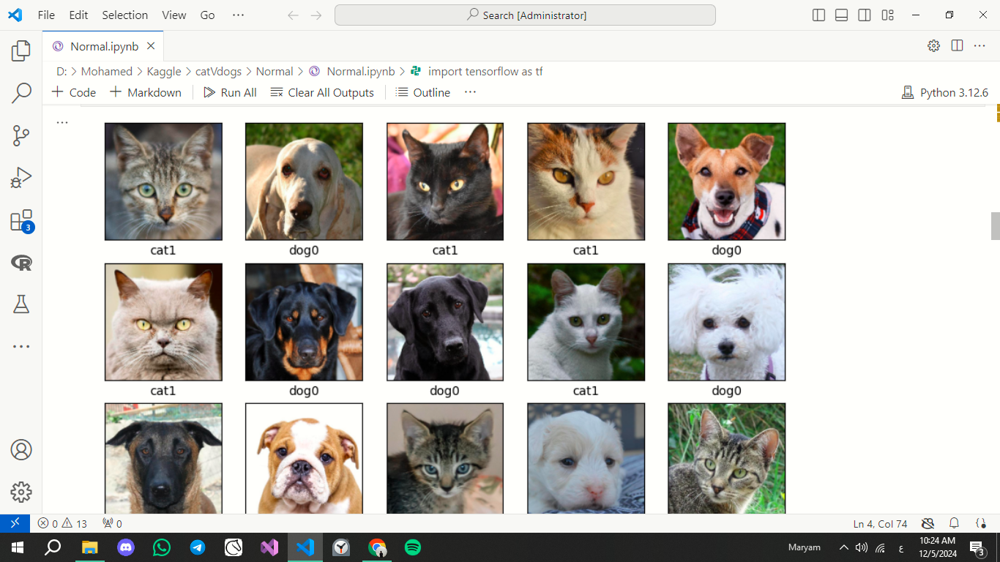 File Edit Selection View Go ··· Search [Administrator]
Normal.ipynb
D: > Mohamed > Kaggle > catVdogs > Normal > Normal.ipynb > import tensorflow as tf
+ Code + Markdown Run All Clear All Outputs Outline ··· Python 3.12.6
...
cat1 dog0 cat1 cat1 dog0
cat1 dog0 dog0 cat1 dog0
3
R
0 13 0 Ln 4, Col 74
Maryam ع 10:24 AM
12/5/2024
3